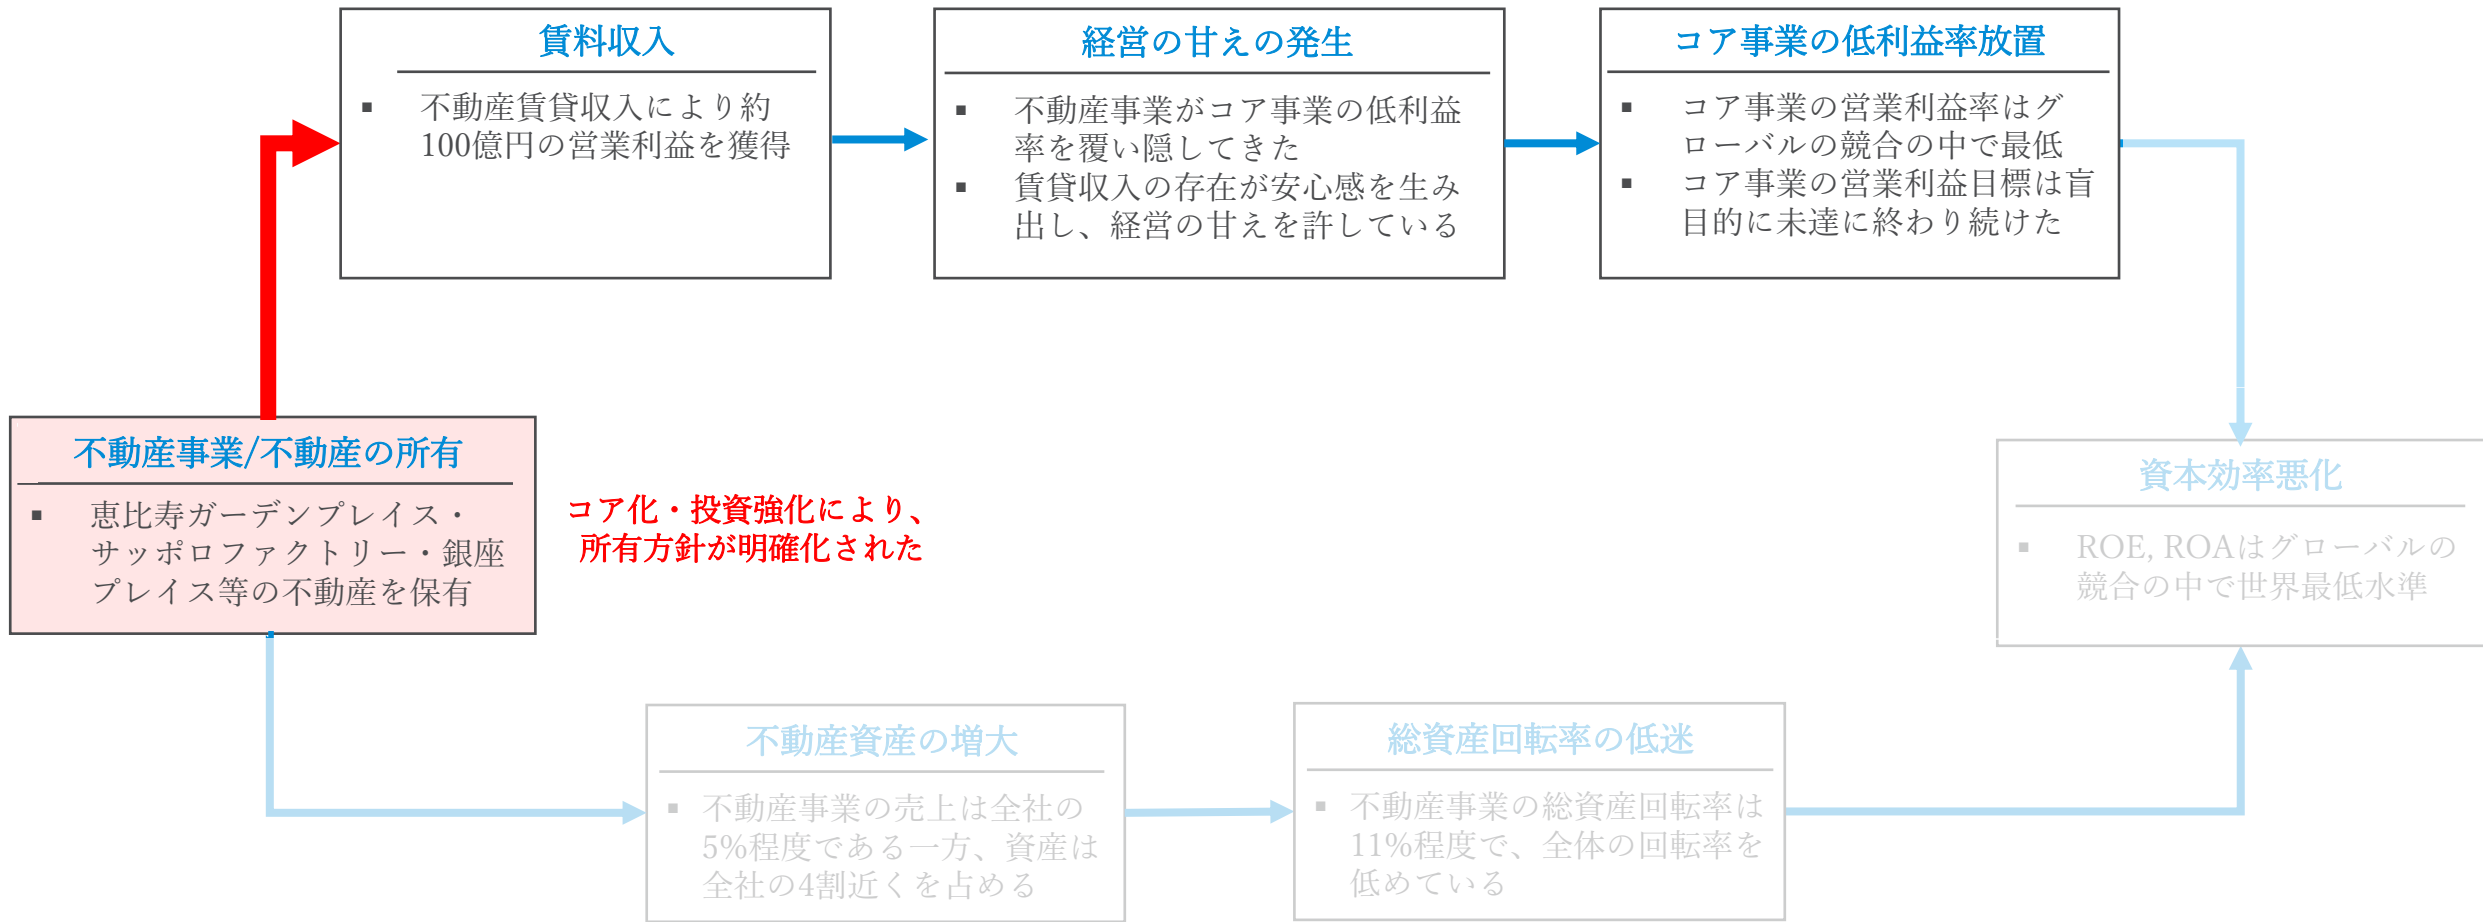 賃料収入
▪ 不動産賃貸収入により約
100億円の営業利益を獲得
経営の甘えの発生
▪ 不動産事業がコア事業の低利益
率を覆い隠してきた
▪ 賃貸収入の存在が安心感を生み
出し、経営の甘えを許している
コア事業の低利益率放置
▪ コア事業の営業利益率はグ
ローバルの競合の中で最低
▪ コア事業の営業利益目標は盲
目的に未達に終わり続けた
不動産事業/不動産の所有
▪ 恵比寿ガーデンプレイス・
サッポロファクトリー・銀座
プレイス等の不動産を保有
コア化・投資強化により、
所有方針が明確化された
資本効率悪化
▪ ROE, ROAはグローバルの
競合の中で世界最低水準
不動産資産の増大
▪ 不動産事業の売上は全社の
5%程度である一方、資産は
全社の4割近くを占める
総資産回転率の低迷
▪ 不動産事業の総資産回転率は
11%程度で、全体の回転率を
低めている